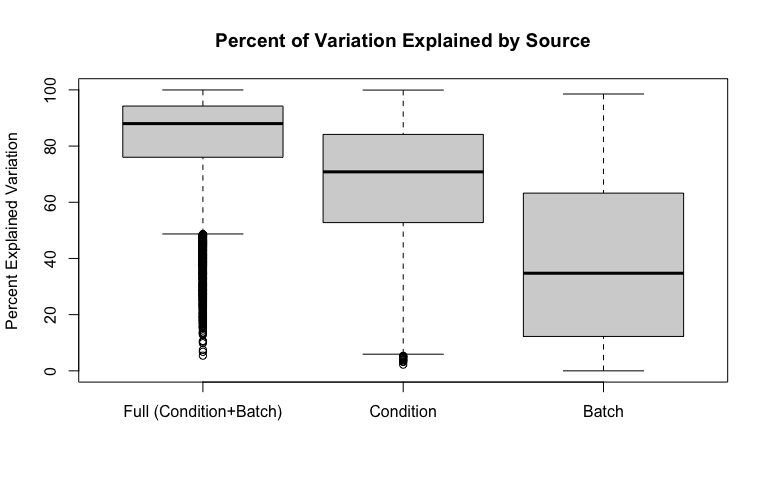 Percent of Variation Explained by Source
Percent Explained Variation
100
80
60
40
20
0
Full (Condition+Batch)
Condition
Batch